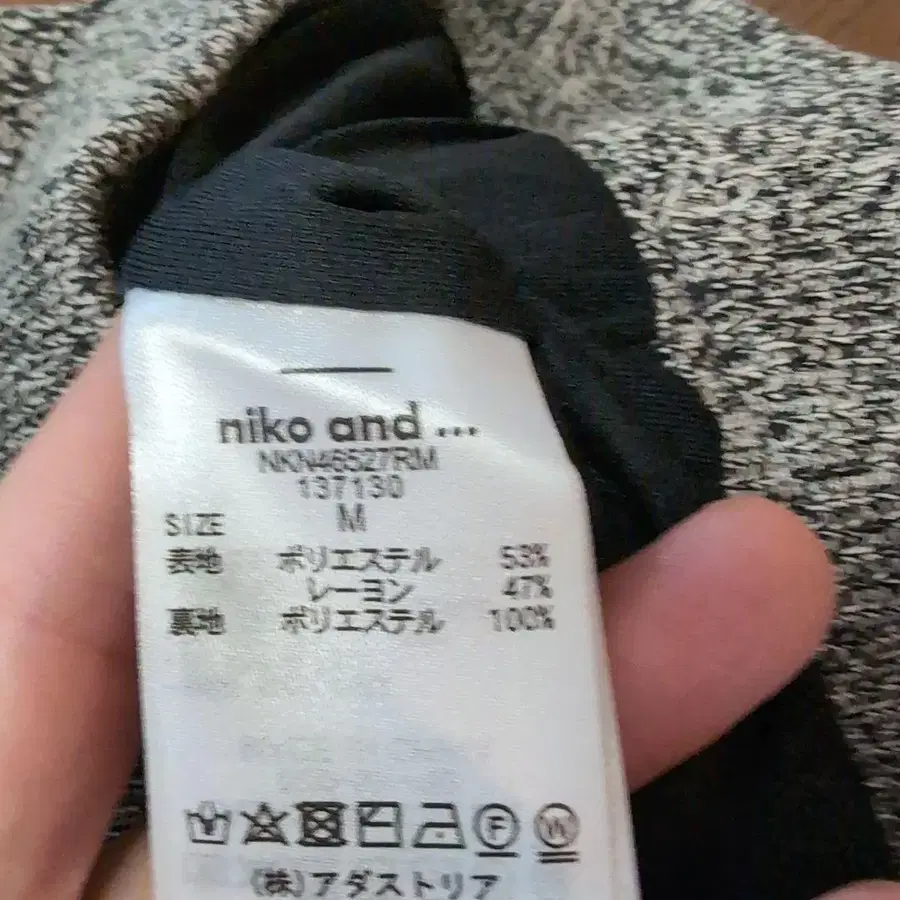 niko and ...
NKN46527RM
137130
SIZE M
表地 ポリエステル 53%
レーヨン 47%
裏地 ポリエステル 100%
F W
(株)アダストリア